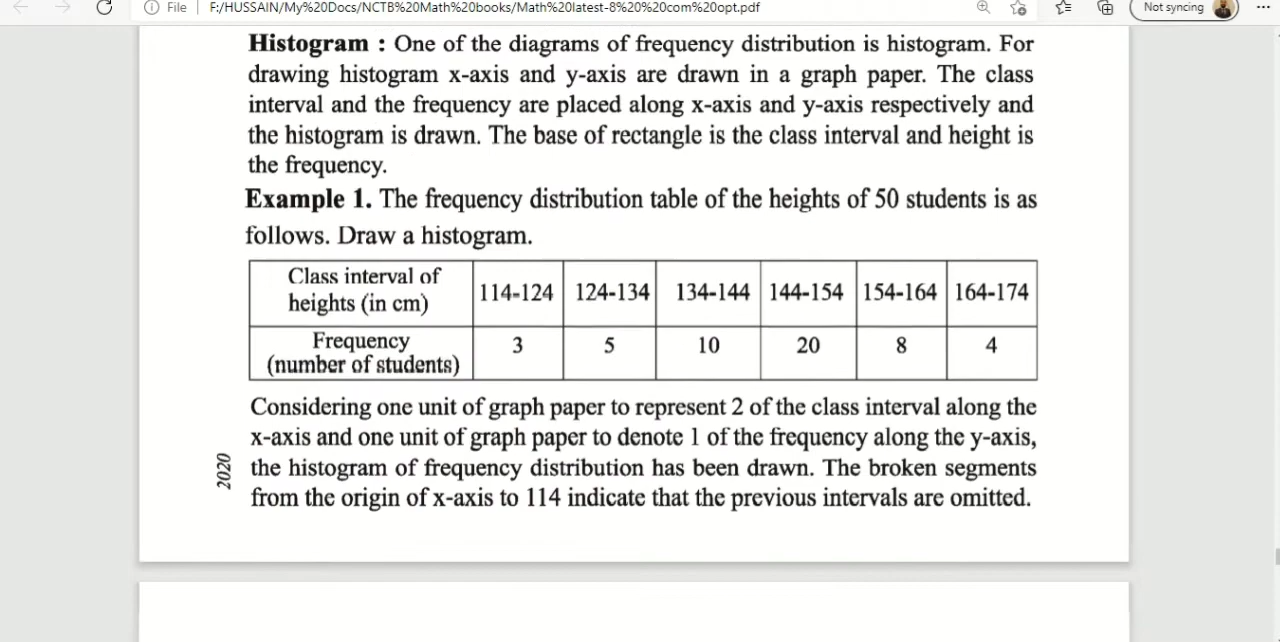 File F:/HUSSAIN/My%20Docs/NCTB%20Math%20books/Math%20latest-8%20%20com%20opt.pdf Not syncing
Histogram : One of the diagrams of frequency distribution is histogram. For
drawing histogram x-axis and y-axis are drawn in a graph paper. The class
interval and the frequency are placed along x-axis and y-axis respectively and
the histogram is drawn. The base of rectangle is the class interval and height is
the frequency.
Example 1. The frequency distribution table of the heights of 50 students is as
follows. Draw a histogram.
Class interval of
heights (in cm) 114-124 124-134 134-144 144-154 154-164 164-174
Frequency
(number of students) 3 5 10 20 8 4
Considering one unit of graph paper to represent 2 of the class interval along the
x-axis and one unit of graph paper to denote 1 of the frequency along the y-axis,
the histogram of frequency distribution has been drawn. The broken segments
from the origin of x-axis to 114 indicate that the previous intervals are omitted.
2020